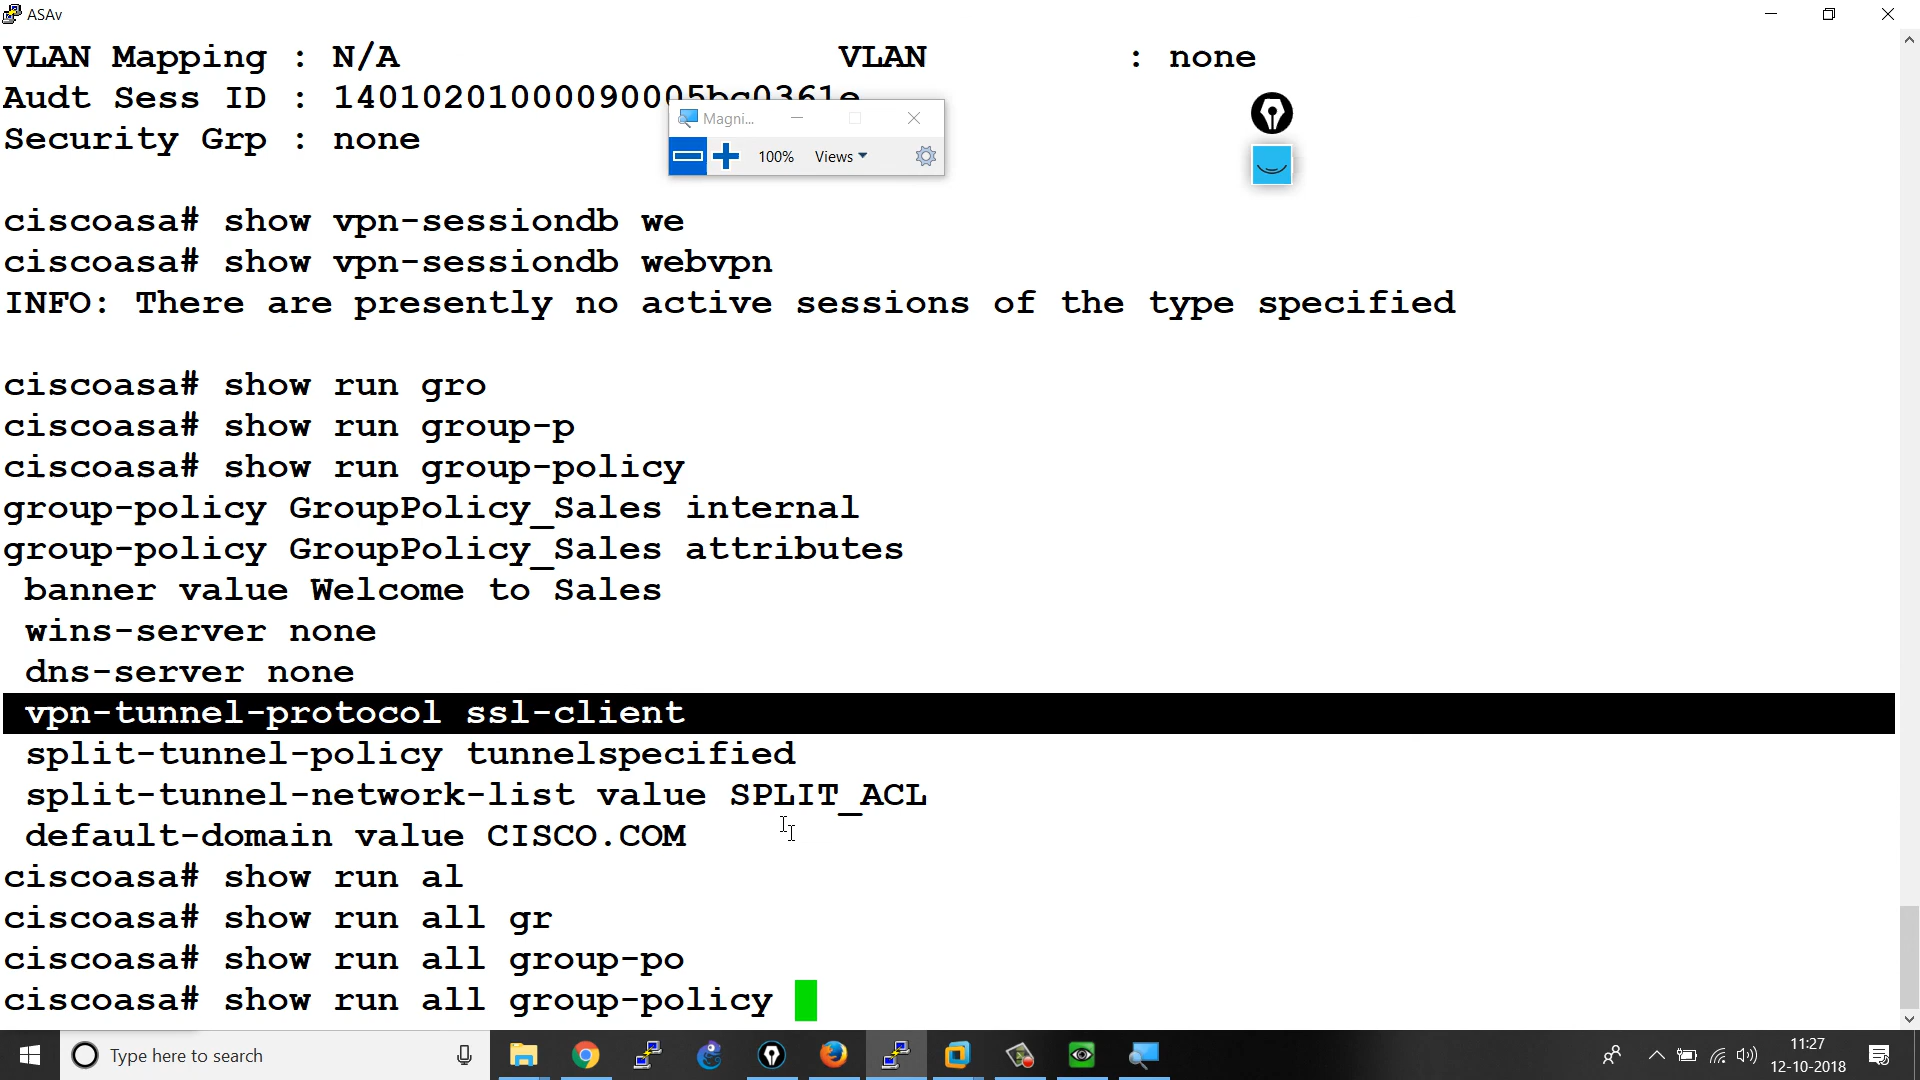 ASAv
VLAN Mapping : N/A VLAN : none
Audt Sess ID : 14010201000090005bc0361e
Security Grp : none
Magni...
100% Views
ciscoasa# show vpn-sessiondb we
ciscoasa# show vpn-sessiondb webvpn
INFO: There are presently no active sessions of the type specified
ciscoasa# show run gro
ciscoasa# show run group-p
ciscoasa# show run group-policy
group-policy GroupPolicy_Sales internal
group-policy GroupPolicy_Sales attributes
banner value Welcome to Sales
wins-server none
dns-server none
vpn-tunnel-protocol ssl-client
split-tunnel-policy tunnelspecified
split-tunnel-network-list value SPLIT_ACL
default-domain value CISCO.COM
ciscoasa# show run al
ciscoasa# show run all gr
ciscoasa# show run all group-po
ciscoasa# show run all group-policy
Type here to search
11:27
12-10-2018